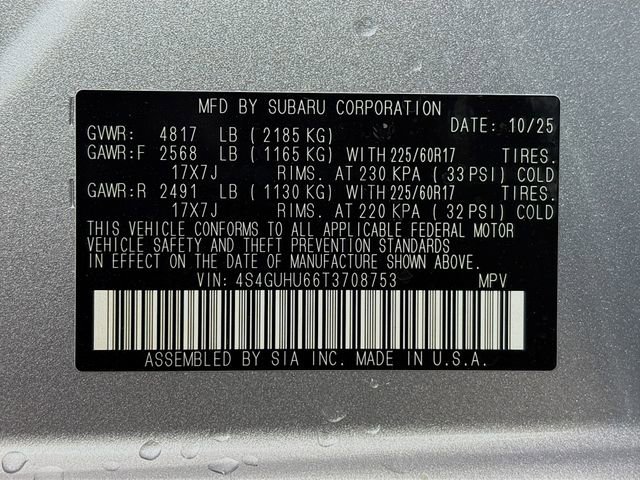 MFD BY SUBARU CORPORATION
DATE: 10/25
GVWR: 4817 LB ( 2185 KG)
GAWR:F 2568 LB ( 1165 KG) WITH 225/60R17 TIRES.
17X7J RIMS. AT 230 KPA ( 33 PSI) COLD
GAWR:R 2491 LB ( 1130 KG) WITH 225/60R17 TIRES.
17X7J RIMS. AT 220 KPA ( 32 PSI) COLD
THIS VEHICLE CONFORMS TO ALL APPLICABLE FEDERAL MOTOR
VEHICLE SAFETY AND THEFT PREVENTION STANDARDS
IN EFFECT ON THE DATE OF MANUFACTURE SHOWN ABOVE.
VIN: 4S4GUHU66T3708753 MPV
ASSEMBLED BY SIA INC. MADE IN U.S.A.